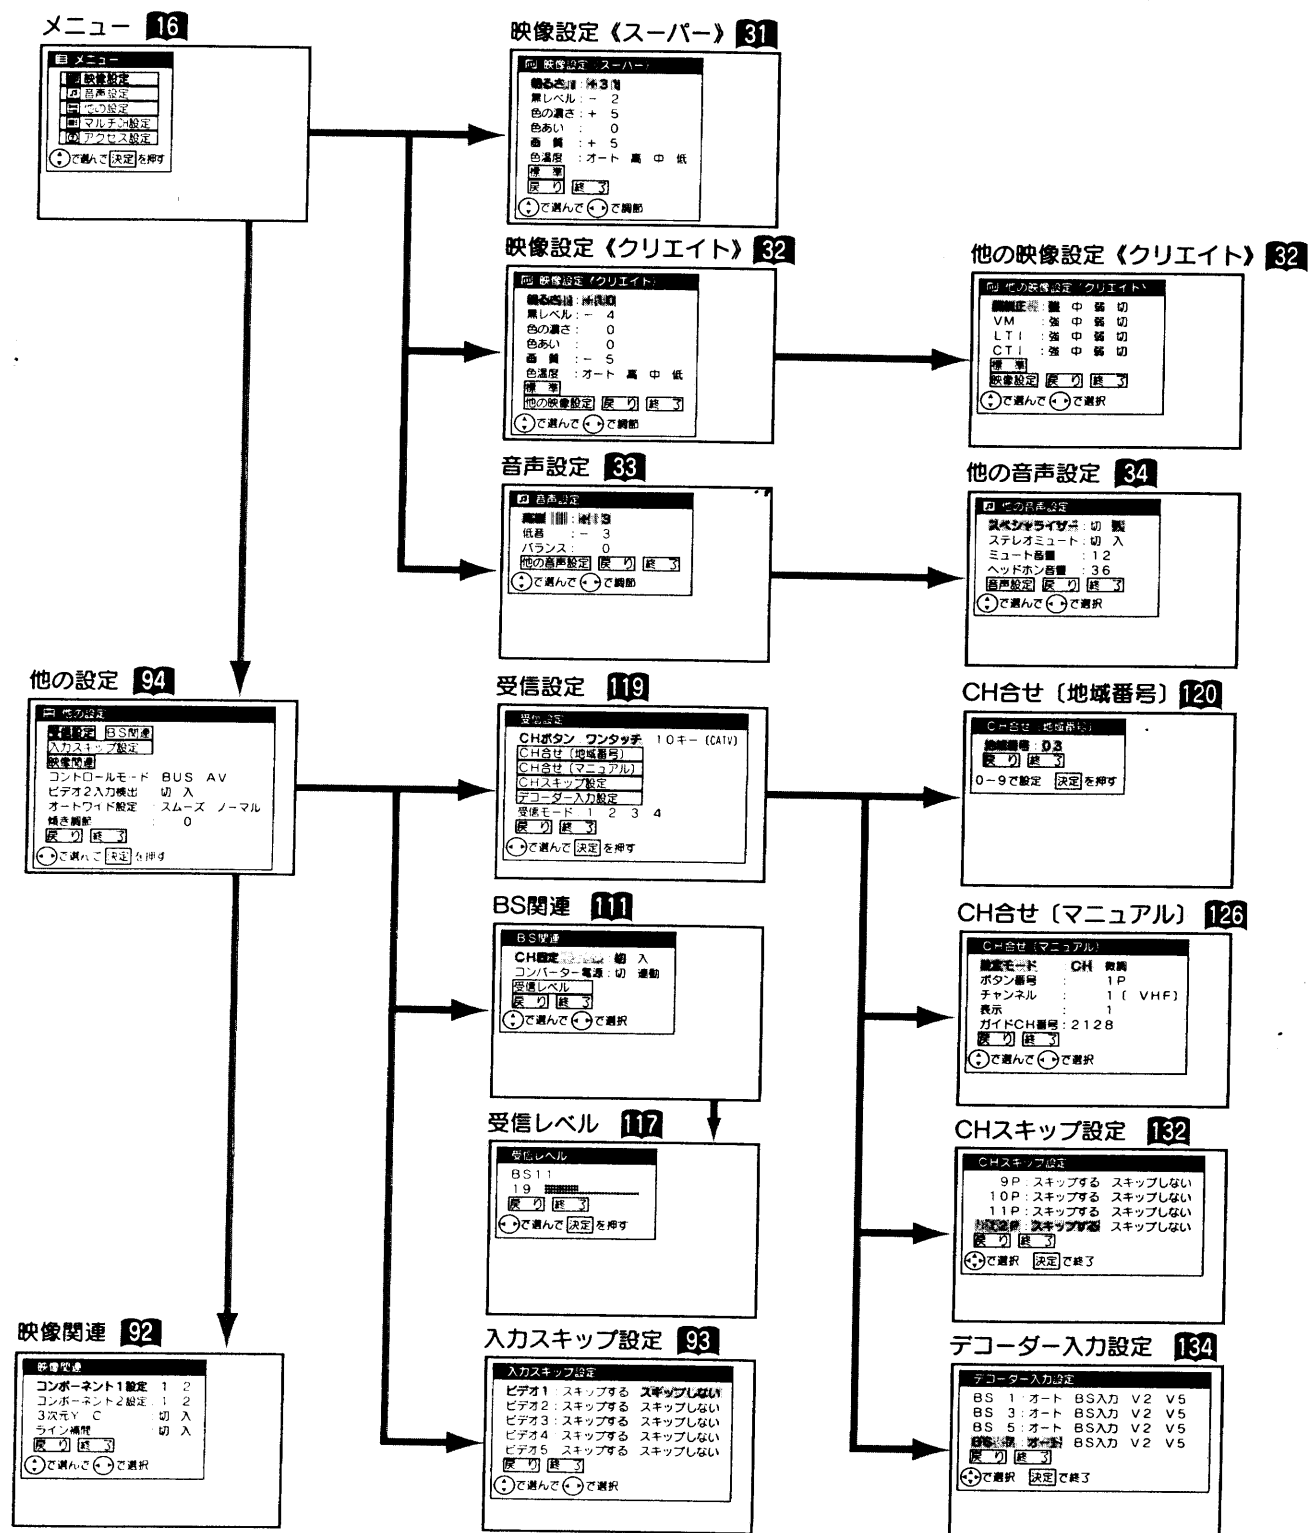 メニュー 16
メニュー
映像設定
音声設定
他の設定
マルチCH設定
アクセス設定
で選んで 決定 を押す
映像設定《スーパー》 31
映像設定《スーパー》
黒レベル:− 2
色の濃さ:+ 5
色あい : 0
画 質 :+ 5
色温度 :オート 高 中 低
標 準
戻 り 終 了
で選んで で調節
映像設定《クリエイト》 32
映像設定《クリエイト》
黒レベル:− 4
色の濃さ: 0
色あい : 0
画 質 :− 5
色温度 :オート 高 中 低
標 準
他の映像設定 戻 り 終 了
で選んで で調節
他の映像設定《クリエイト》 32
他の映像設定《クリエイト》
:強 中 弱 切
VM :強 中 弱 切
LTI :強 中 弱 切
CTI :強 中 弱 切
標 準
映像設定 戻 り 終 了
で選んで で選択
音声設定 33
音声設定
低音 :− 3
バランス: 0
他の音声設定 戻 り 終 了
で選んで で調節
他の音声設定 34
他の音声設定
スペシャライザー:切
ステレオミュート:切 入
ミュート音量 :12
ヘッドホン音量 :36
音声設定 戻 り 終 了
で選んで で選択
他の設定 94
他の設定
受信設定 BS関連
入力スキップ設定
映像関連
コントロールモード BUS AV
ビデオ2入力検出 切 入
オートワイド設定 :スムーズ ノーマル
傾き調節 : 0
戻 り 終 了
で選んで 決定 を押す
受信設定 119
受信設定
CHボタン ワンタッチ 10キー(CATV)
CH合せ〔地域番号〕
CH合せ〔マニュアル〕
CHスキップ設定
デコーダー入力設定
受信モード 1 2 3 4
戻 り 終 了
で選んで 決定 を押す
CH合せ〔地域番号〕 120
CH合せ〔地域番号〕
地域番号:03
戻 り 終 了
0−9で設定 決定 を押す
BS関連 111
BS関連
CH固定 :切 入
コンバーター電源:切 連動
受信レベル
戻 り 終 了
で選んで で選択
CH合せ〔マニュアル〕 126
CH合せ〔マニュアル〕
設定モード CH 微調
ボタン番号 : 1P
チャンネル : 1( VHF)
表示 : 1
ガイドCH番号:2128
戻 り 終 了
で選んで で選択
受信レベル 117
受信レベル
BS11
19
戻 り 終 了
で選んで 決定 を押す
CHスキップ設定 132
CHスキップ設定
9P:スキップする スキップしない
10P:スキップする スキップしない
11P:スキップする スキップしない
12P:スキップする スキップしない
戻 り 終 了
で選択 決定 で終了
映像関連 92
映像関連
コンポーネント1設定 1 2
コンポーネント2設定:1 2
3次元Y C :切 入
ライン補間 :切 入
戻 り 終 了
で選んで で選択
入力スキップ設定 93
入力スキップ設定
ビデオ1:スキップする スキップしない
ビデオ2:スキップする スキップしない
ビデオ3:スキップする スキップしない
ビデオ4:スキップする スキップしない
ビデオ5 スキップする スキップしない
戻 り 終 了
で選んで で選択
デコーダー入力設定 134
デコーダー入力設定
BS 1:オート BS入力 V2 V5
BS 3:オート BS入力 V2 V5
BS 5:オート BS入力 V2 V5
オート BS入力 V2 V5
戻 り 終 了
で選択 決定 で終了